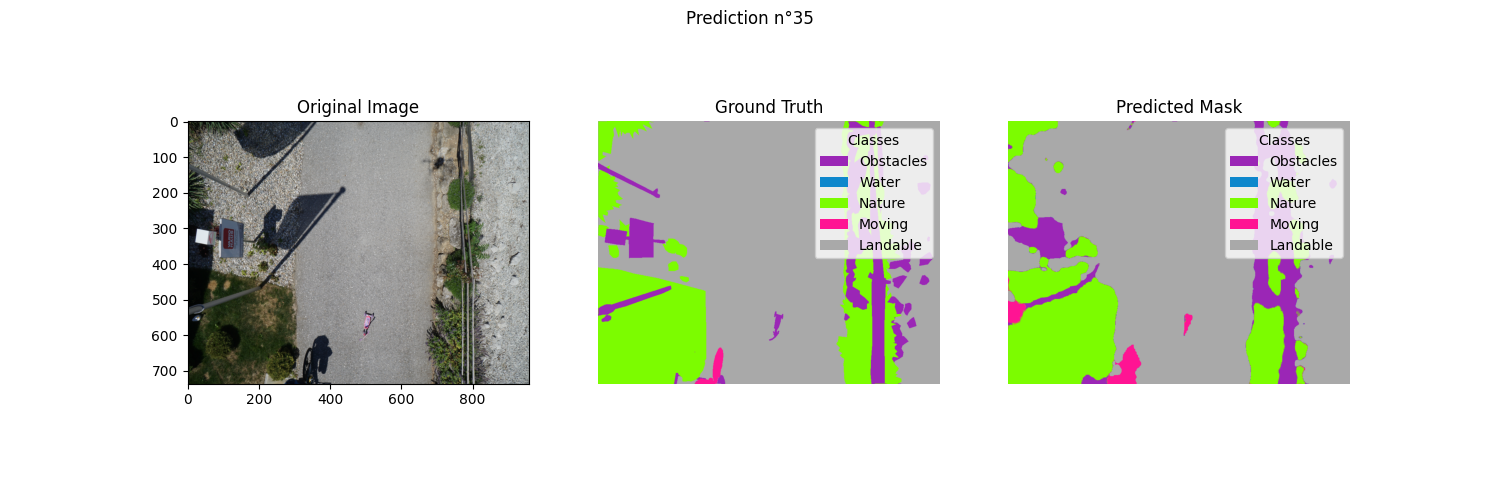 Prediction n°35
Original Image
Ground Truth
Predicted Mask
0
100
200
300
400
500
600
700
0
200
400
600
800
Classes
Obstacles
Water
Nature
Moving
Landable
Classes
Obstacles
Water
Nature
Moving
Landable